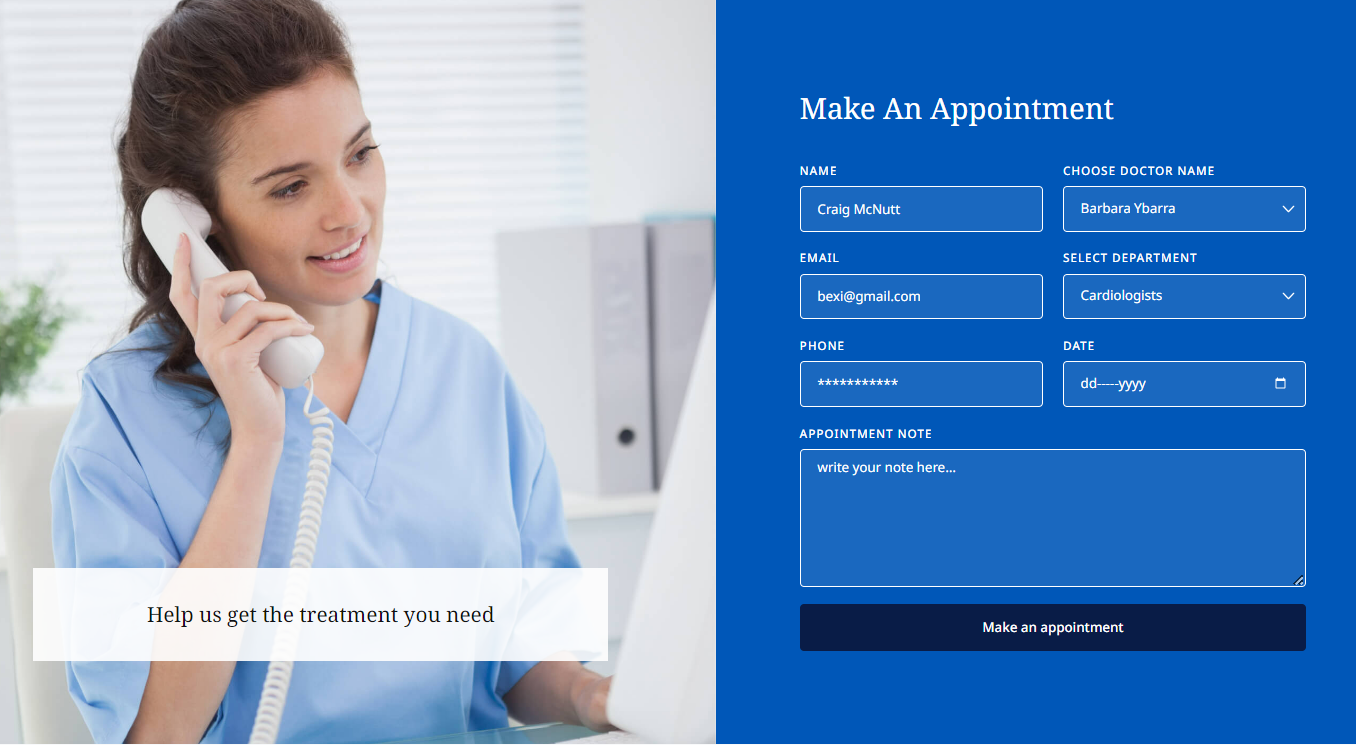 Help us get the treatment you need
Make An Appointment
NAME
CHOOSE DOCTOR NAME
Craig McNutt
Barbara Ybarra
EMAIL
SELECT DEPARTMENT
bexi@gmail.com
Cardiologists
PHONE
DATE
***********
dd-----yyyy
APPOINTMENT NOTE
write your note here...
Make an appointment